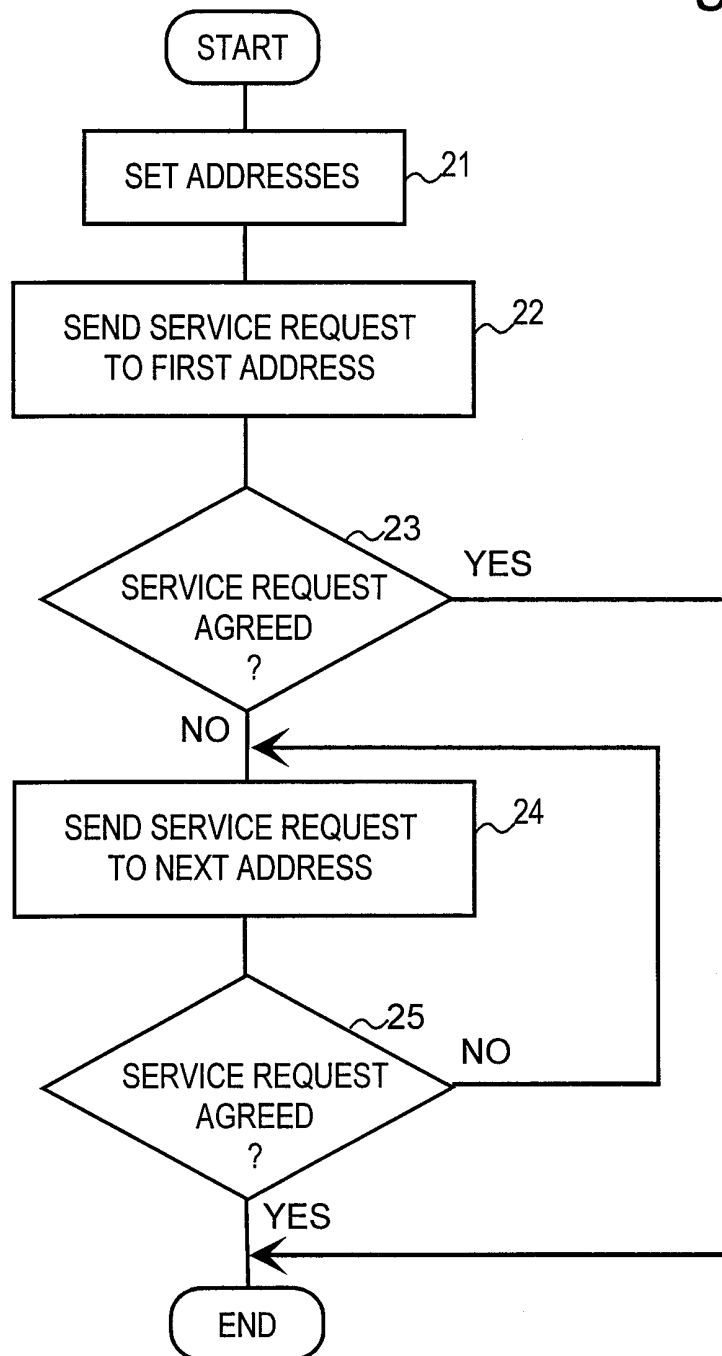 START
SET ADDRESSES
21
SEND SERVICE REQUEST
TO FIRST ADDRESS
22
23
SERVICE REQUEST
AGREED
?
YES
NO
SEND SERVICE REQUEST
TO NEXT ADDRESS
24
25
SERVICE REQUEST
AGREED
?
NO
YES
END